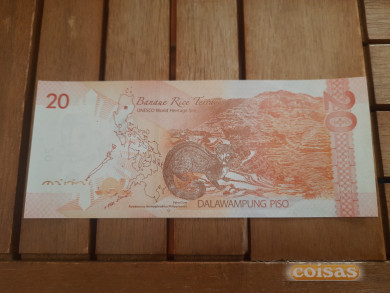 20
Banaue Rice Terraces
UNESCO World Heritage Site
20
DALAWAMPUNG PISO
coisas